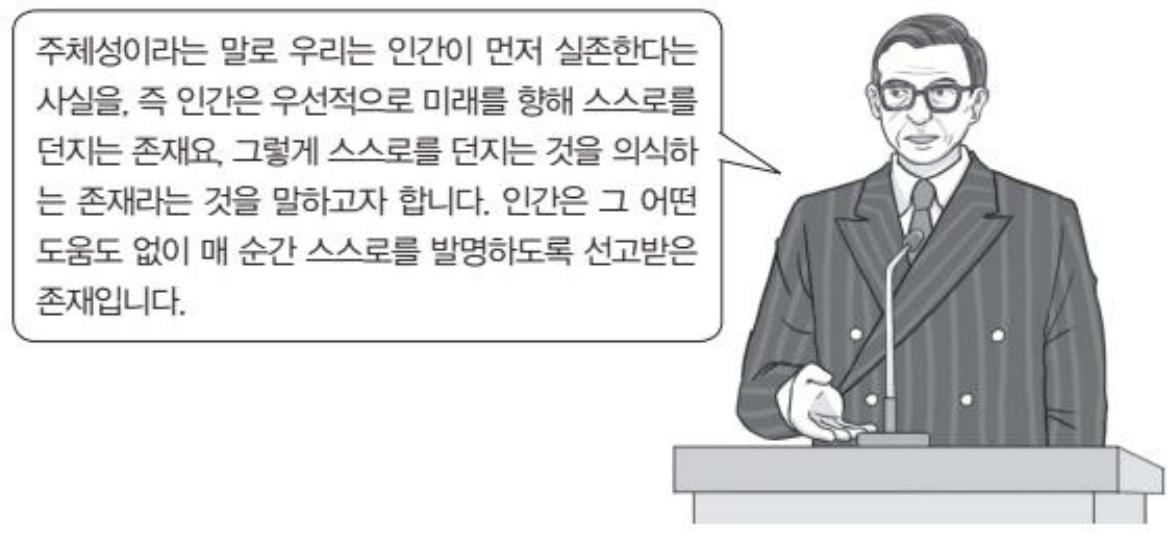 주체성이라는 말로 우리는 인간이 먼저 실존한다는
사실을, 즉 인간은 우선적으로 미래를 향해 스스로를
던지는 존재요, 그렇게 스스로를 던지는 것을 의식하
는 존재라는 것을 말하고자 합니다. 인간은 그 어떤
도움도 없이 매 순간 스스로를 발명하도록 선고받은
존재입니다.